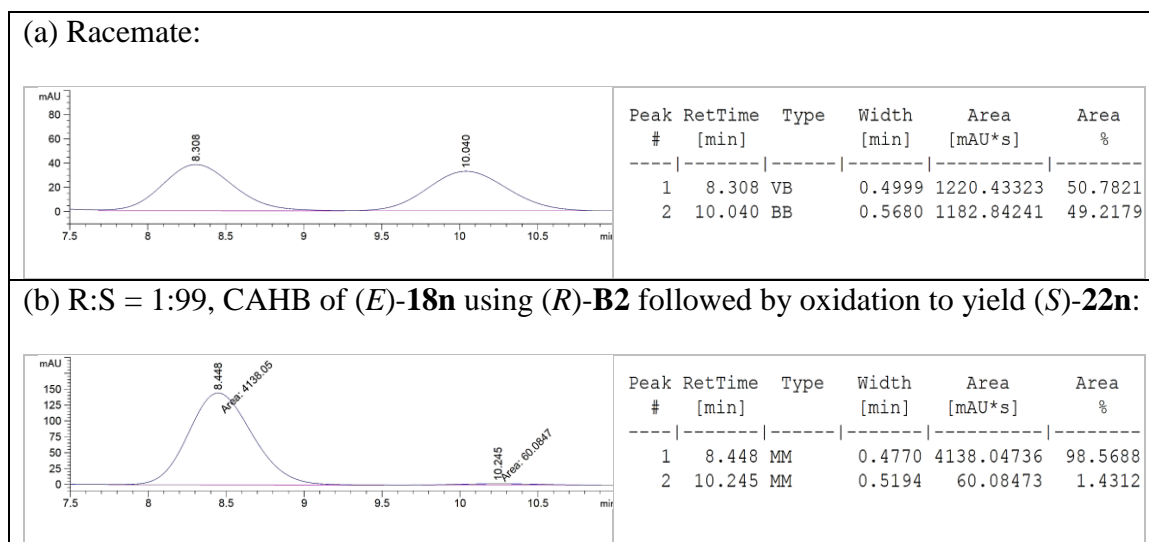 (a) Racemate:
mAU
80
60
40
20
0
8.308
10.040
7.5 8 8.5 9 9.5 10 10.5 min
Peak RetTime Type Width Area Area
# [min] [min] [mAU*s] %
----|-------|------|-------|-----------|--------
1 8.308 VB 0.4999 1220.43323 50.7821
2 10.040 BB 0.5680 1182.84241 49.2179
(b) R:S = 1:99, CAHB of (E)-18n using (R)-B2 followed by oxidation to yield (S)-22n:
mAU
150
125
100
75
50
25
0
8.448
Area: 4138.05
10.245
Area: 60.0847
7.5 8 8.5 9 9.5 10 10.5 min
Peak RetTime Type Width Area Area
# [min] [min] [mAU*s] %
----|-------|------|-------|-----------|--------
1 8.448 MM 0.4770 4138.04736 98.5688
2 10.245 MM 0.5194 60.08473 1.4312